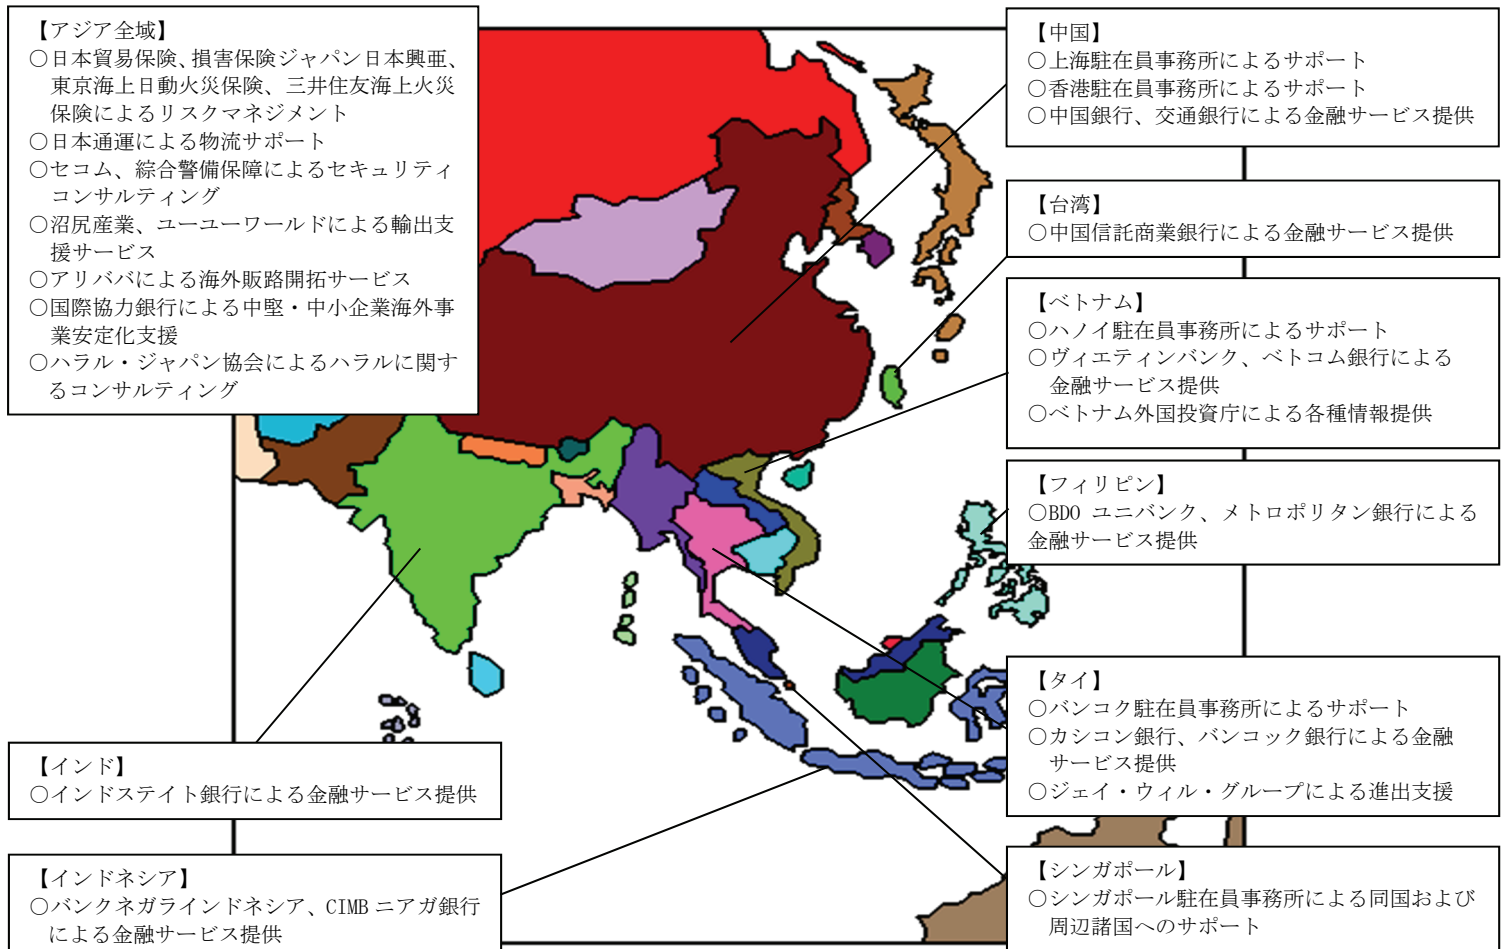 【アジア全域】
○日本貿易保険、損害保険ジャパン日本興亜、
東京海上日動火災保険、三井住友海上火災
保険によるリスクマネジメント
○日本通運による物流サポート
○セコム、綜合警備保障によるセキュリティ
コンサルティング
○沼尻産業、ユーユーワールドによる輸出支
援サービス
○アリババによる海外販路開拓サービス
○国際協力銀行による中堅・中小企業海外事
業安定化支援
○ハラル・ジャパン協会によるハラルに関す
るコンサルティング
【インド】
○インドステイト銀行による金融サービス提供
【インドネシア】
○バンクネガラインドネシア、CIMB ニアガ銀行
による金融サービス提供
【中国】
○上海駐在員事務所によるサポート
○香港駐在員事務所によるサポート
○中国銀行、交通銀行による金融サービス提供
【台湾】
○中国信託商業銀行による金融サービス提供
【ベトナム】
○ハノイ駐在員事務所によるサポート
○ヴィエティンバンク、ベトコム銀行による
金融サービス提供
○ベトナム外国投資庁による各種情報提供
【フィリピン】
○BDO ユニバンク、メトロポリタン銀行による
金融サービス提供
【タイ】
○バンコク駐在員事務所によるサポート
○カシコン銀行、バンコック銀行による金融
サービス提供
○ジェイ・ウィル・グループによる進出支援
【シンガポール】
○シンガポール駐在員事務所による同国および
周辺諸国へのサポート